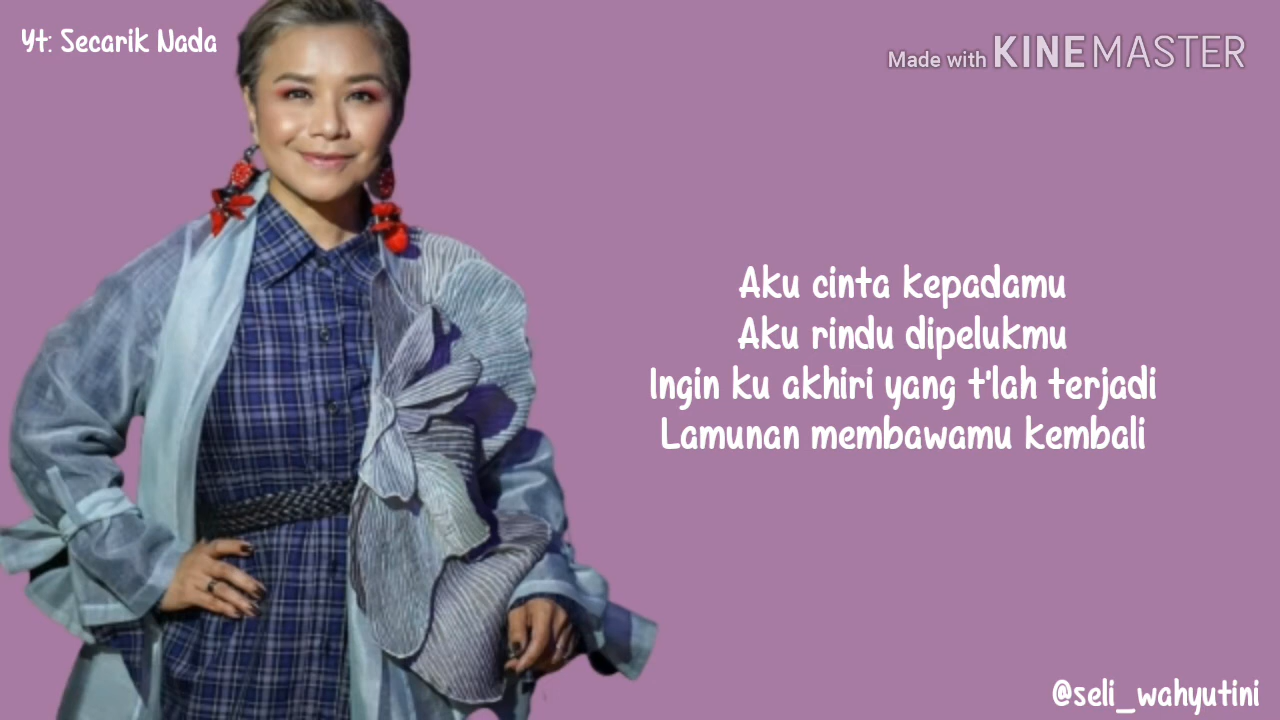 Yt: Secarik Nada
Made with KINEMASTER
Aku cinta kepadamu
Aku rindu dipelukmu
Ingin ku akhiri yang t'lah terjadi
Lamunan membawamu kembali
@seli_wahyutini